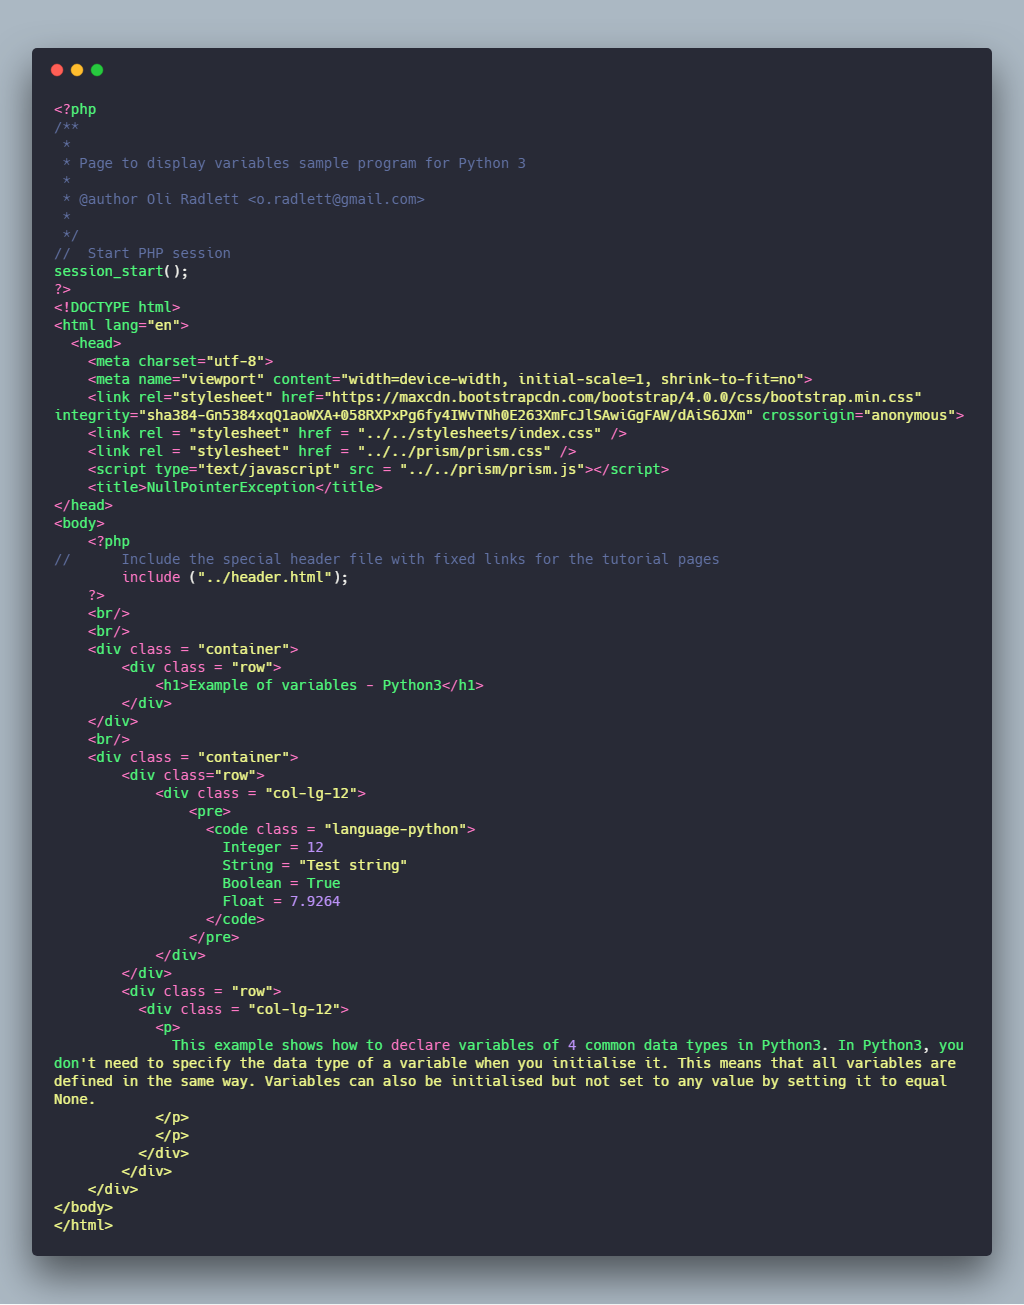 <?php
/**
 *
 * Page to display variables sample program for Python 3
 *
 * @author Oli Radlett <o.radlett@gmail.com>
 *
 */
//  Start PHP session
session_start();
?>
<!DOCTYPE html>
<html lang="en">
  <head>
    <meta charset="utf-8">
    <meta name="viewport" content="width=device-width, initial-scale=1, shrink-to-fit=no">
    <link rel="stylesheet" href="https://maxcdn.bootstrapcdn.com/bootstrap/4.0.0/css/bootstrap.min.css"
integrity="sha384-Gn5384xqQ1aoWXA+058RXPxPg6fy4IWvTNh0E263XmFcJlSAwiGgFAW/dAiS6JXm" crossorigin="anonymous">
    <link rel = "stylesheet" href = "../../stylesheets/index.css" />
    <link rel = "stylesheet" href = "../../prism/prism.css" />
    <script type="text/javascript" src = "../../prism/prism.js"></script>
    <title>NullPointerException</title>
</head>
<body>
    <?php
//      Include the special header file with fixed links for the tutorial pages
        include ("../header.html");
    ?>
    <br/>
    <br/>
    <div class = "container">
        <div class = "row">
            <h1>Example of variables - Python3</h1>
        </div>
    </div>
    <br/>
    <div class = "container">
        <div class="row">
            <div class = "col-lg-12">
                <pre>
                  <code class = "language-python">
                    Integer = 12
                    String = "Test string"
                    Boolean = True
                    Float = 7.9264
                  </code>
                </pre>
            </div>
        </div>
        <div class = "row">
          <div class = "col-lg-12">
            <p>
              This example shows how to declare variables of 4 common data types in Python3. In Python3, you
don't need to specify the data type of a variable when you initialise it. This means that all variables are
defined in the same way. Variables can also be initialised but not set to any value by setting it to equal
None.
            </p>
            </p>
          </div>
        </div>
    </div>
</body>
</html>